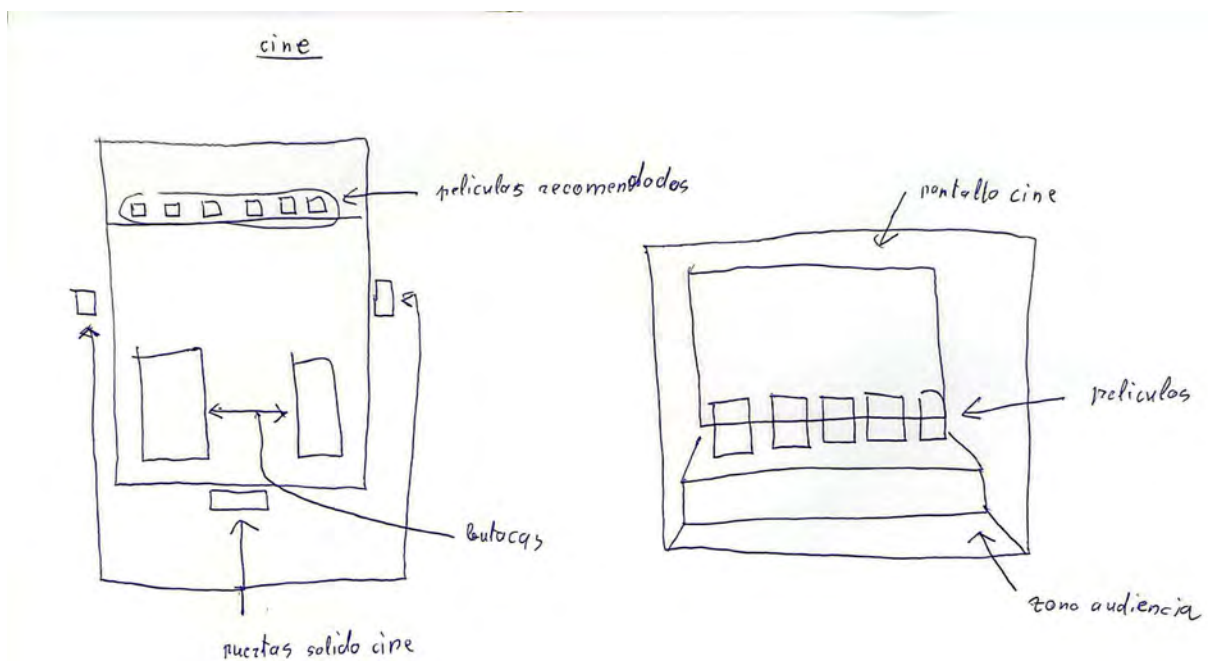 cine
peliculas recomendados
pantalla cine
peliculas
butacas
zona audiencia
puertas salida cine